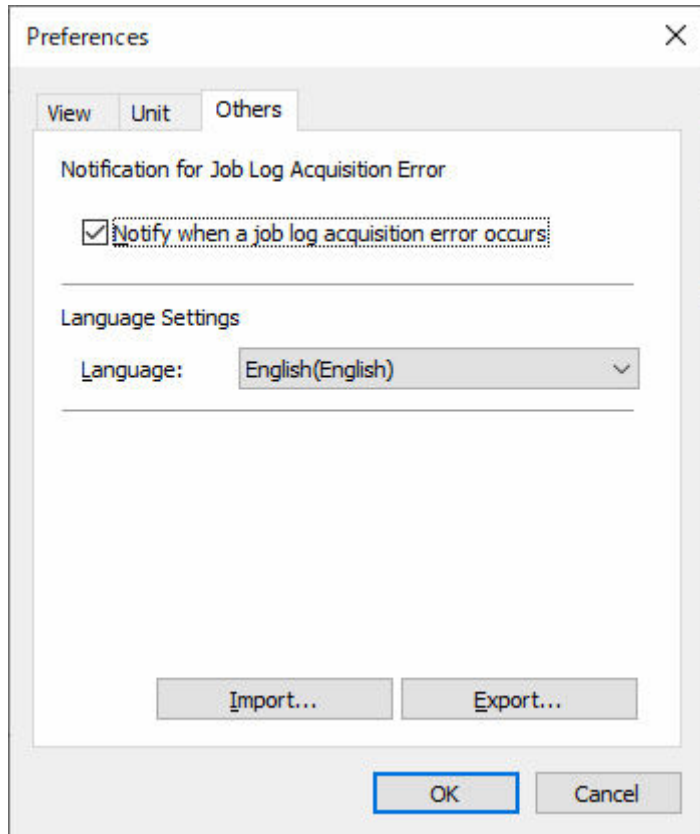 Preferences
View Unit Others
Notification for Job Log Acquisition Error
Notify when a job log acquisition error occurs
Language Settings
Language: English(English)
Import... Export...
OK Cancel